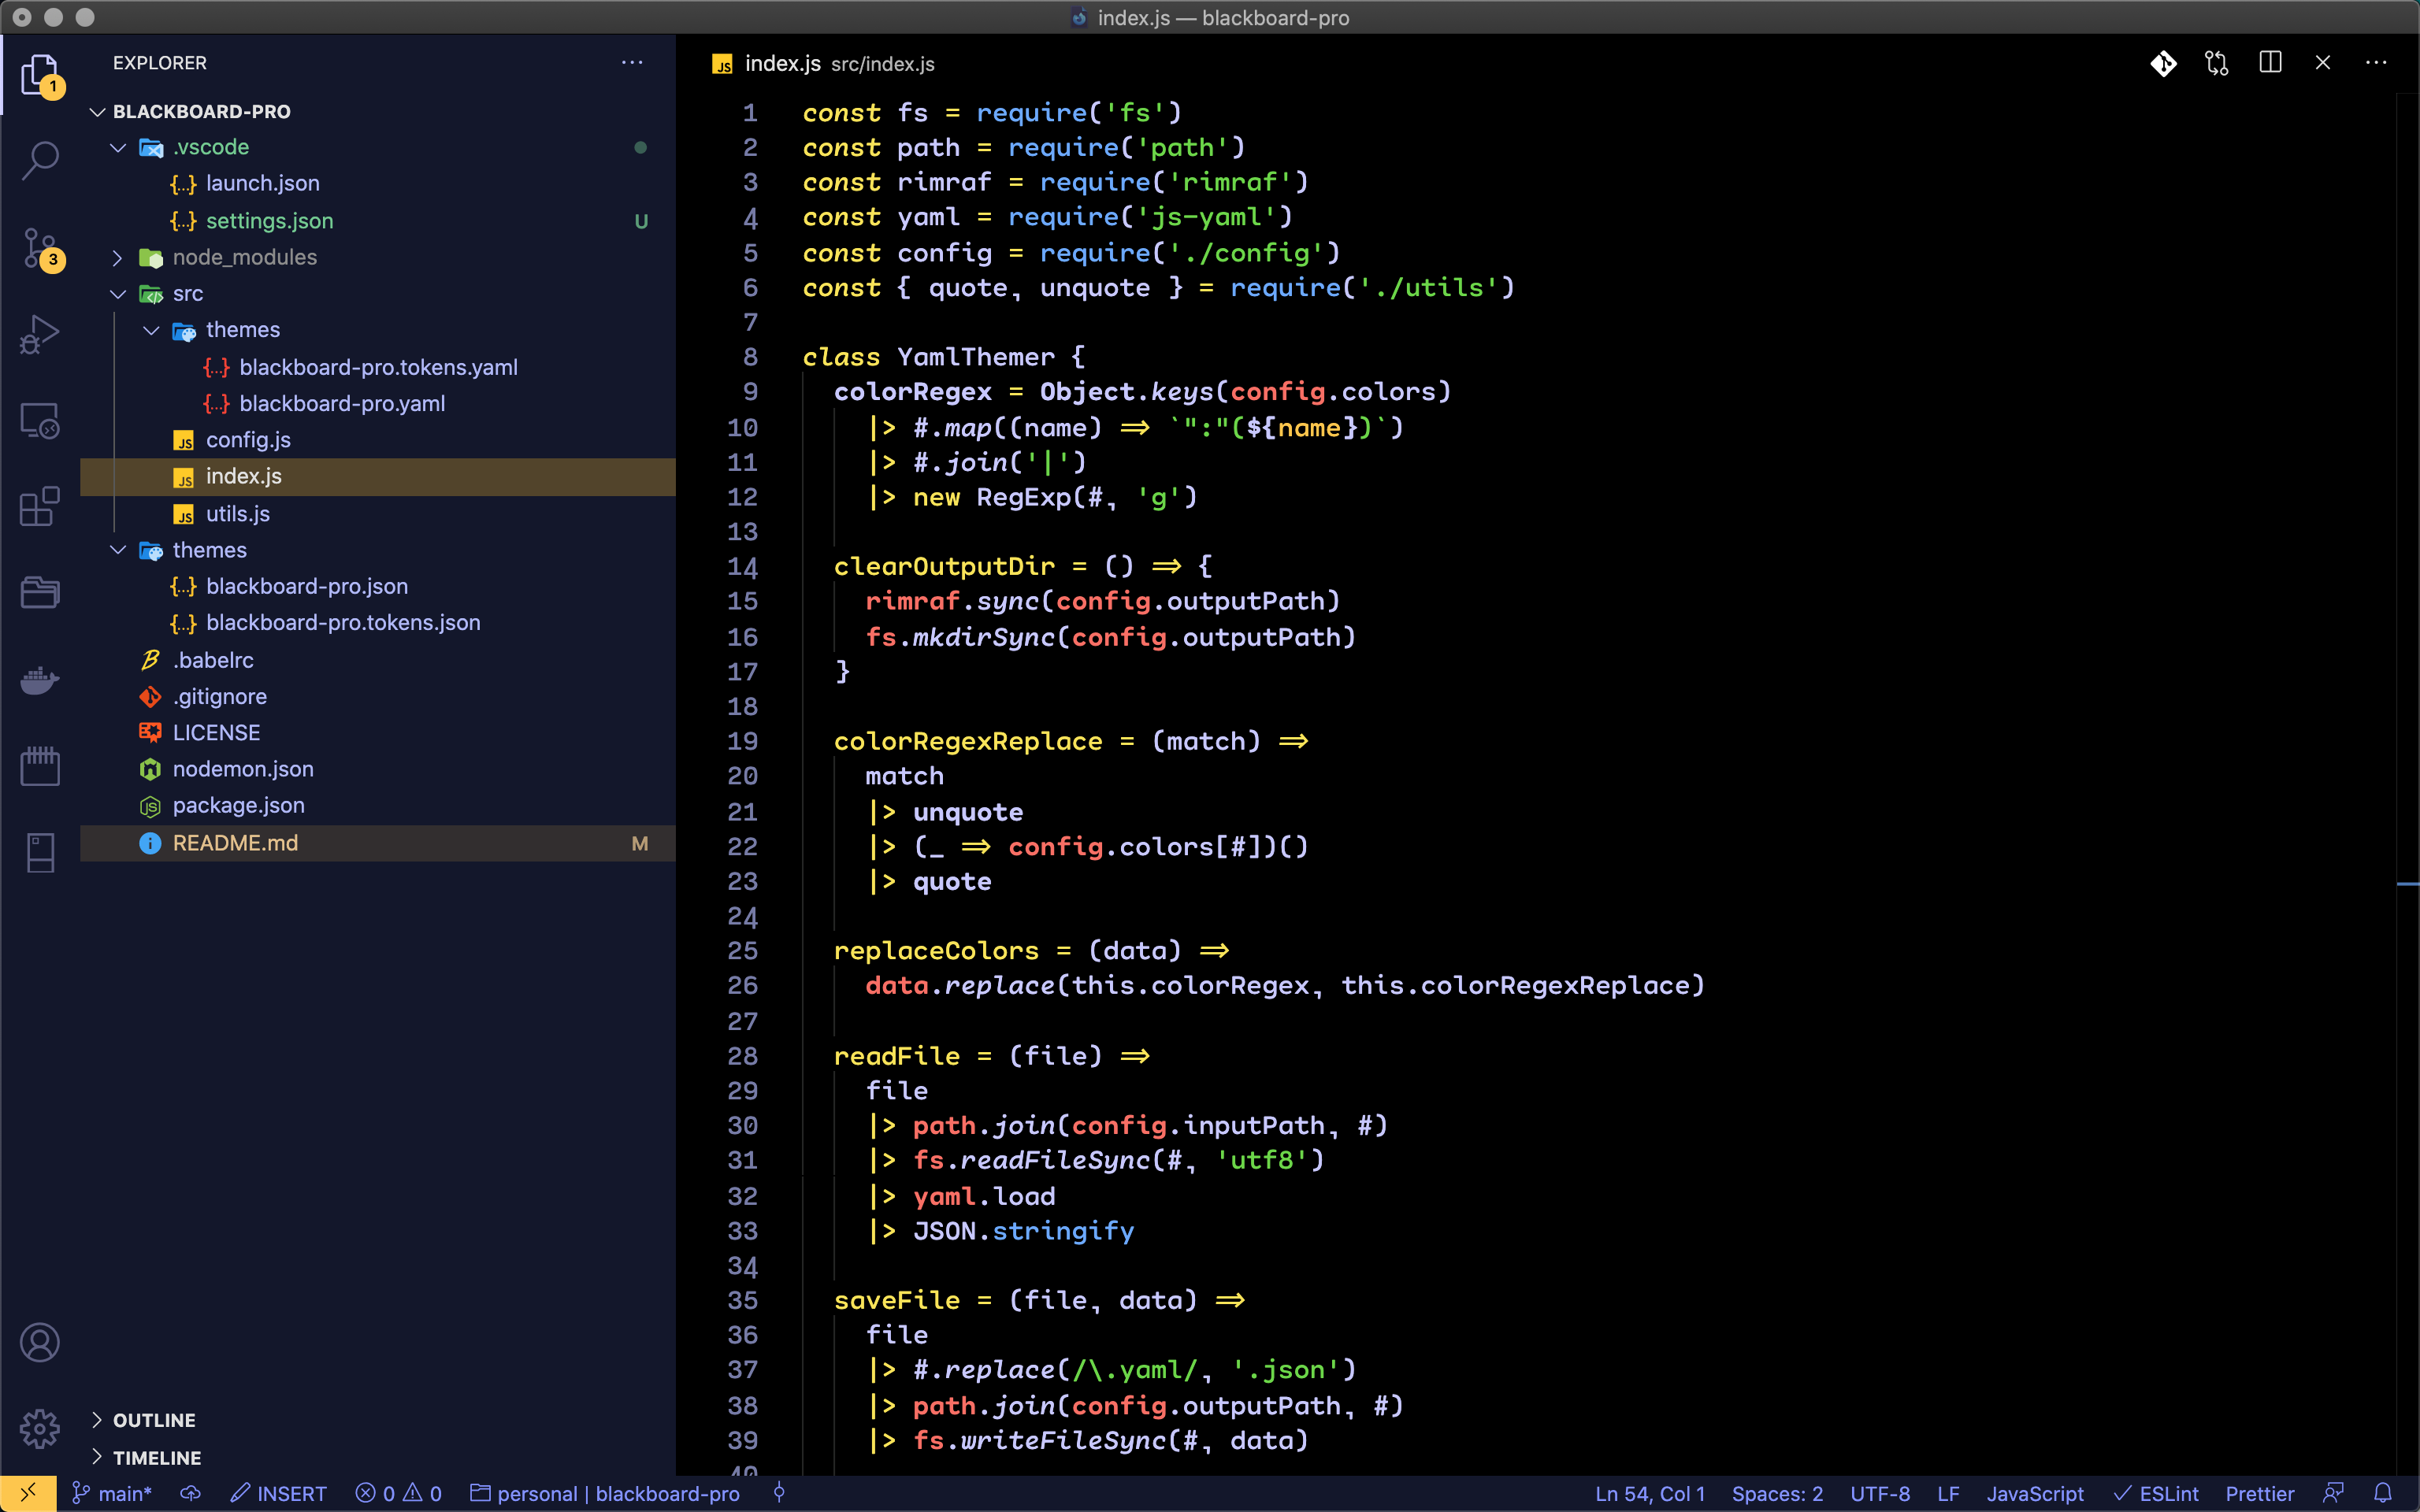 index.js — blackboard-pro
EXPLORER
1
BLACKBOARD-PRO
.vscode
launch.json
settings.json U
3
node_modules
src
themes
blackboard-pro.tokens.yaml
blackboard-pro.yaml
config.js
index.js
utils.js
themes
blackboard-pro.json
blackboard-pro.tokens.json
.babelrc
.gitignore
LICENSE
nodemon.json
package.json
README.md M
OUTLINE
TIMELINE
index.js src/index.js
1 const fs = require('fs')
2 const path = require('path')
3 const rimraf = require('rimraf')
4 const yaml = require('js-yaml')
5 const config = require('./config')
6 const { quote, unquote } = require('./utils')
7
8 class YamlThemer {
9 colorRegex = Object.keys(config.colors)
10 |> #.map((name) => `":"(${name})`)
11 |> #.join('|')
12 |> new RegExp(#, 'g')
13
14 clearOutputDir = () => {
15 rimraf.sync(config.outputPath)
16 fs.mkdirSync(config.outputPath)
17 }
18
19 colorRegexReplace = (match) =>
20 match
21 |> unquote
22 |> (_ => config.colors[#])()
23 |> quote
24
25 replaceColors = (data) =>
26 data.replace(this.colorRegex, this.colorRegexReplace)
27
28 readFile = (file) =>
29 file
30 |> path.join(config.inputPath, #)
31 |> fs.readFileSync(#, 'utf8')
32 |> yaml.load
33 |> JSON.stringify
34
35 saveFile = (file, data) =>
36 file
37 |> #.replace(/\.yaml/, '.json')
38 |> path.join(config.outputPath, #)
39 |> fs.writeFileSync(#, data)
40
main* INSERT 0 0 personal | blackboard-pro Ln 54, Col 1 Spaces: 2 UTF-8 LF JavaScript ESLint Prettier